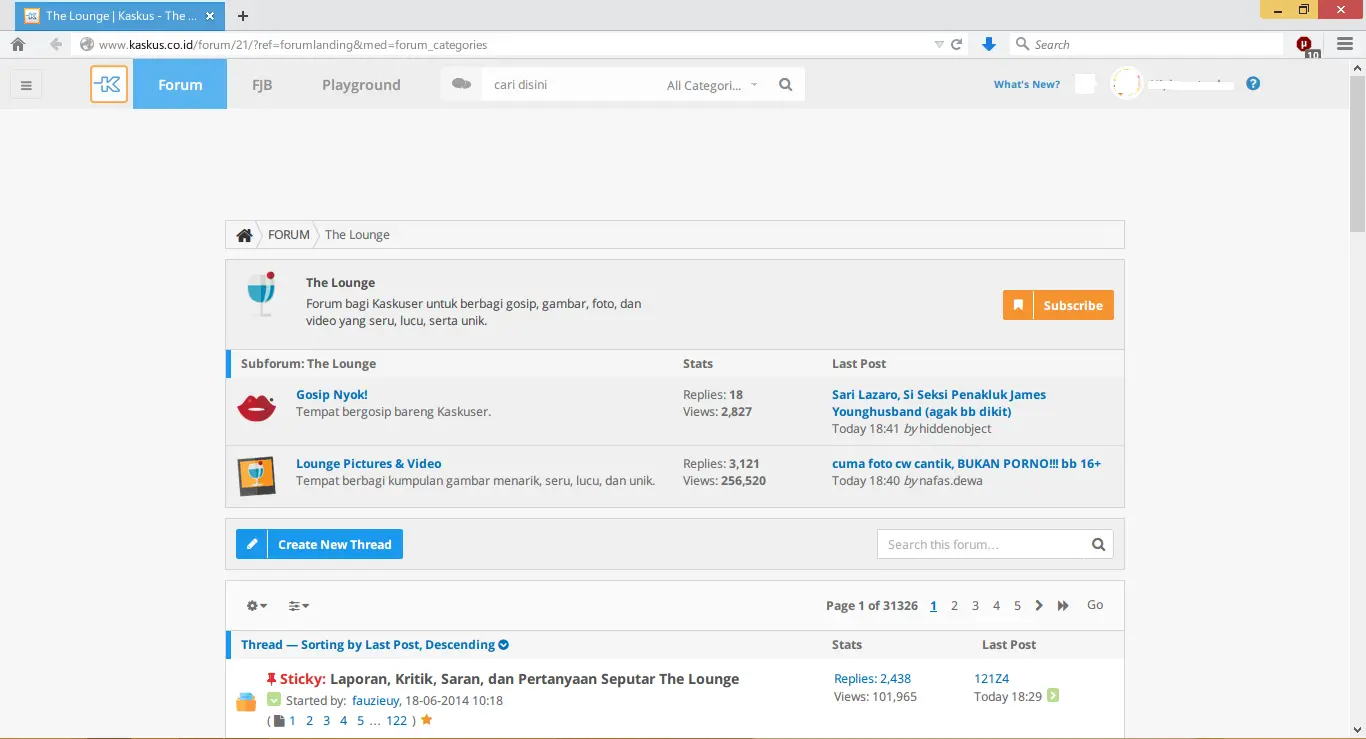 The Lounge | Kaskus - The ...
www.kaskus.co.id/forum/21/?ref=forumlanding&med=forum_categories
Search
10
Forum
FJB
Playground
cari disini
All Categori...
What's New?
FORUM
The Lounge
The Lounge
Forum bagi Kaskuser untuk berbagi gosip, gambar, foto, dan
video yang seru, lucu, serta unik.
Subscribe
Subforum: The Lounge
Stats
Last Post
Gosip Nyok!
Tempat bergosip bareng Kaskuser.
Replies: 18
Views: 2,827
Sari Lazaro, Si Seksi Penakluk James
Younghusband (agak bb dikit)
Today 18:41 by hiddenobject
Lounge Pictures & Video
Tempat berbagi kumpulan gambar menarik, seru, lucu, dan unik.
Replies: 3,121
Views: 256,520
cuma foto cw cantik, BUKAN PORNO!!! bb 16+
Today 18:40 by nafas.dewa
Create New Thread
Search this forum...
Page 1 of 31326 1 2 3 4 5 Go
Thread — Sorting by Last Post, Descending
Stats
Last Post
Sticky: Laporan, Kritik, Saran, dan Pertanyaan Seputar The Lounge
Started by: fauzieuy, 18-06-2014 10:18
( 1 2 3 4 5 ... 122 )
Replies: 2,438
Views: 101,965
121Z4
Today 18:29